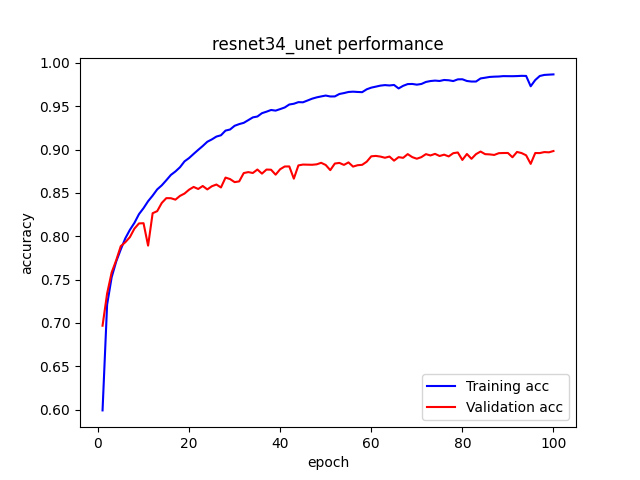 resnet34_unet performance
1.00
0.95
0.90
0.85
0.80
0.75
0.70
0.65
0.60
accuracy
0 20 40 60 80 100
epoch
Training acc
Validation acc